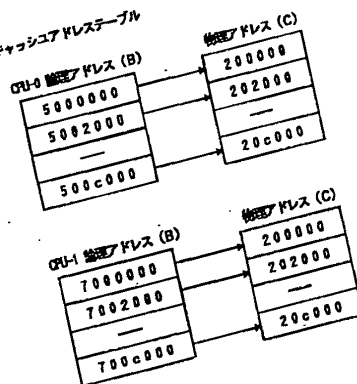 キャッシュアドレステーブル
CPU-0 論理アドレス (B)
5000000
5002000
—
500c000
物理アドレス (C)
200000
202000
—
20c000
CPU-1 論理アドレス (B)
7000000
7002000
—
700c000
物理アドレス (C)
200000
202000
—
20c000